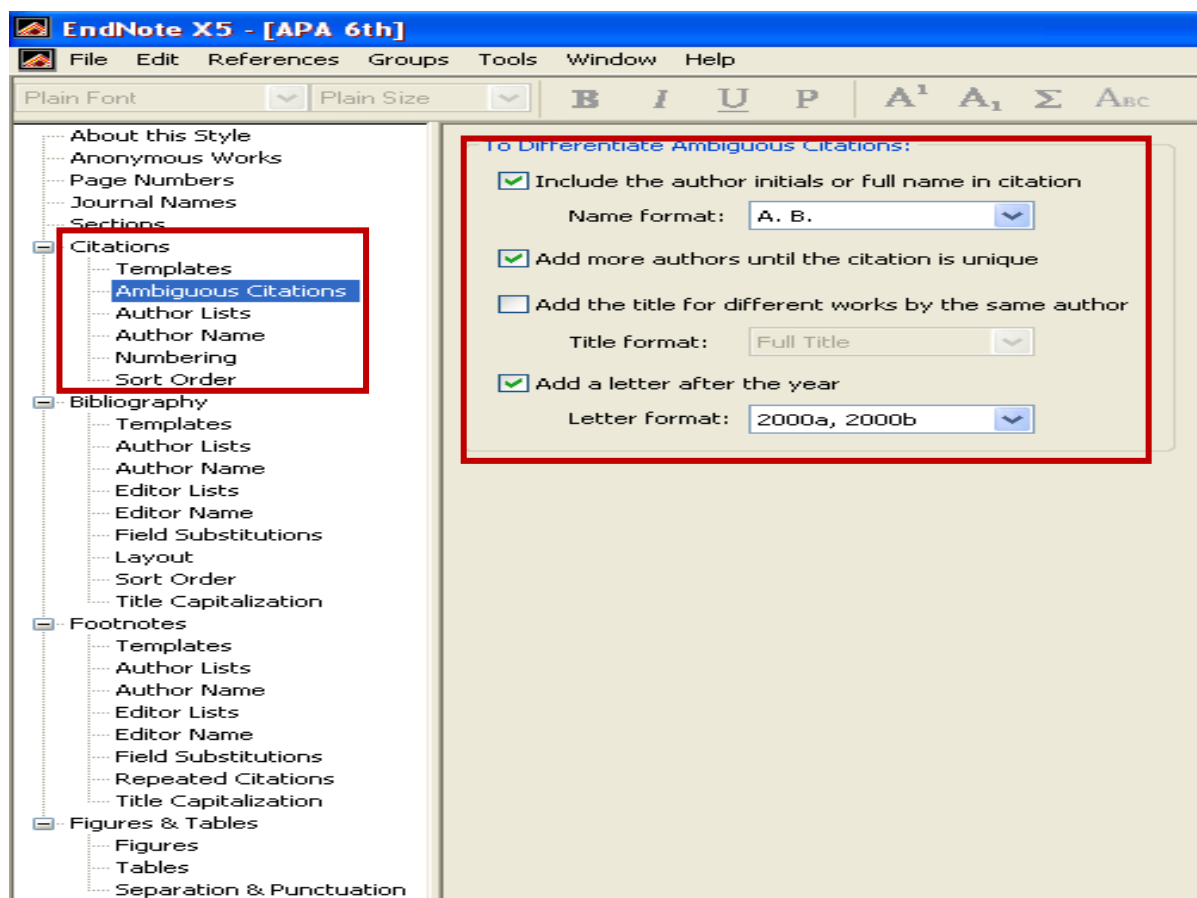 EndNote X5 - [APA 6th]
File Edit References Groups Tools Window Help
Plain Font Plain Size B I U P A¹ A₁ Σ ABC
About this Style
Anonymous Works
Page Numbers
Journal Names
Sections
Citations
Templates
Ambiguous Citations
Author Lists
Author Name
Numbering
Sort Order
Bibliography
Templates
Author Lists
Author Name
Editor Lists
Editor Name
Field Substitutions
Layout
Sort Order
Title Capitalization
Footnotes
Templates
Author Lists
Author Name
Editor Lists
Editor Name
Field Substitutions
Repeated Citations
Title Capitalization
Figures & Tables
Figures
Tables
Separation & Punctuation
To Differentiate Ambiguous Citations:
Include the author initials or full name in citation
Name format: A. B.
Add more authors until the citation is unique
Add the title for different works by the same author
Title format: Full Title
Add a letter after the year
Letter format: 2000a, 2000b